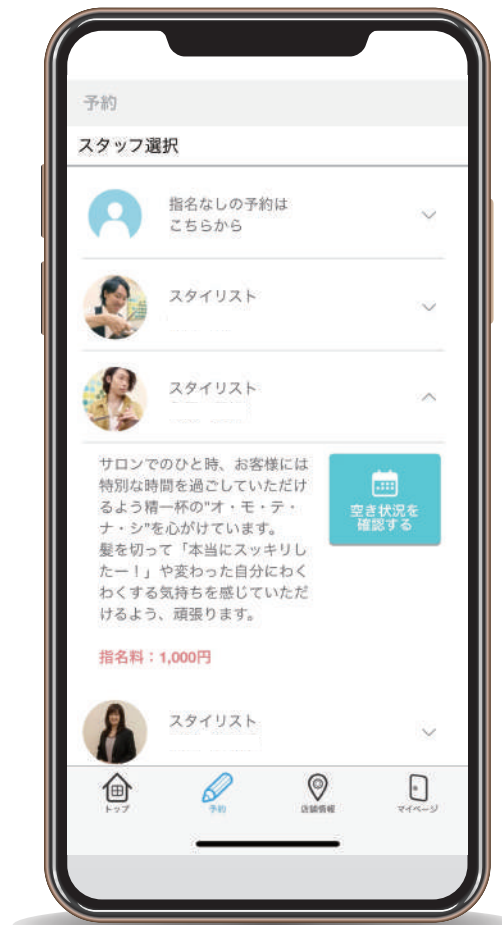 予約
スタッフ選択
指名なしの予約は
こちらから
スタイリスト
スタイリスト
サロンでのひと時、お客様には
特別な時間を過ごしていただけ
るよう精一杯の"オ・モ・テ・
ナ・シ"を心がけています。
髪を切って「本当にスッキリし
たー！」や変わった自分にわく
わくする気持ちを感じていただ
けるよう、頑張ります。
空き状況を
確認する
指名料：1,000円
スタイリスト
トップ
予約
店舗情報
マイページ